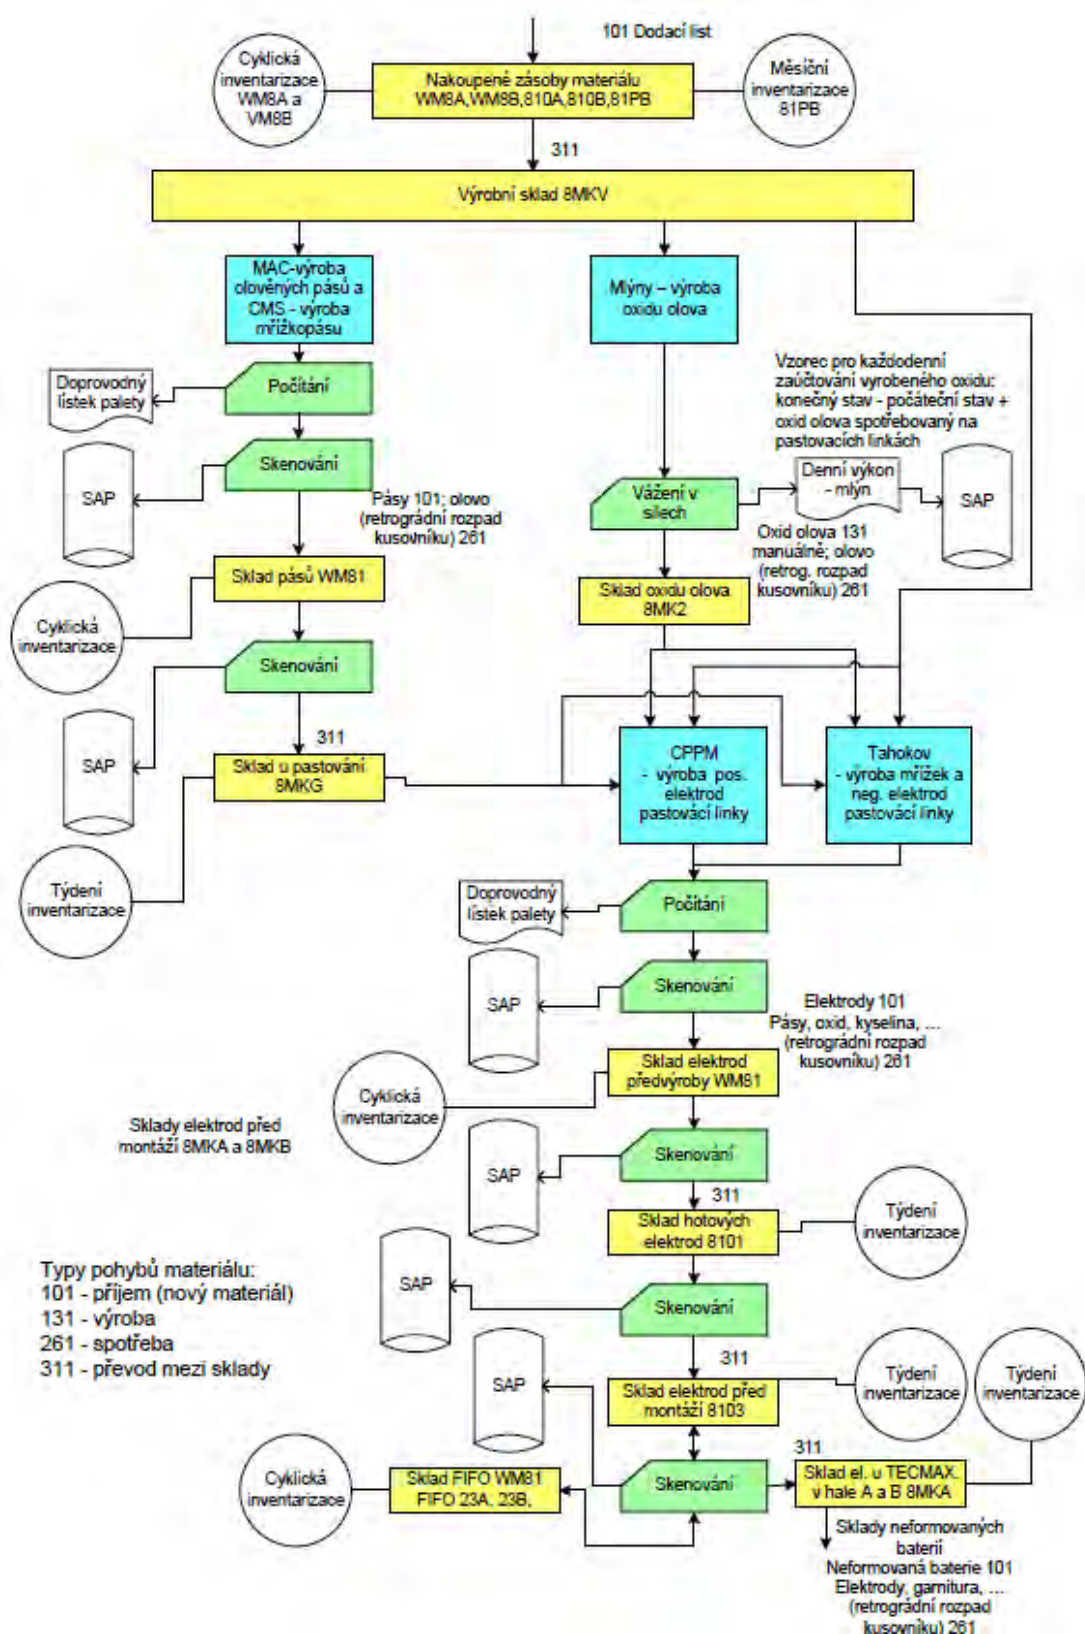 101 Dodací list
Cyklická
inventarizace
WM8A a
VM8B
Nakoupené zásoby materiálu
WM8A,WM8B,810A,810B,81PB
Měsíční
inventarizace
81PB
311
Výrobní sklad 8MKV
MAC-výroba
olověných pásů a
CMS - výroba
mřížkopásu
Mlýny – výroba
oxidu olova
Doprovodný
lístek palety
Počítání
Vzorec pro každodenní
zaúčtování vyrobeného oxidu:
konečný stav - počáteční stav +
oxid olova spotřebovaný na
pastovacích linkách
SAP
Skenování
Pásy 101; olovo
(retrográdní rozpad
kusovníku) 261
Vážení v
silech
Denní výkon
- mlýn
SAP
Oxid olova 131
manuálně; olovo
(retrog. rozpad
kusovníku) 261
Sklad pásů WM81
Sklad oxidu olova
8MK2
Cyklická
inventarizace
Skenování
SAP
311
Sklad u pastování
8MKG
CPPM
- výroba pos.
elektrod
pastovácí linky
Tahokov
- výroba mřížek a
neg. elektrod
pastovácí linky
Týdení
inventarizace
Doprovodný
lístek palety
Počítání
SAP
Skenování
Elektrody 101
Pásy, oxid, kyselina, ...
(retrográdní rozpad
kusovníku) 261
Sklad elektrod
předvýroby WM81
Cyklická
inventarizace
Sklady elektrod před
montáží 8MKA a 8MKB
SAP
Skenování
311
Sklad hotových
elektrod 8101
Týdení
inventarizace
Typy pohybů materiálu:
101 - příjem (nový materiál)
131 - výroba
261 - spotřeba
311 - převod mezi sklady
SAP
Skenování
311
SAP
Sklad elektrod před
montáží 8103
Týdení
inventarizace
Týdení
inventarizace
311
Cyklická
inventarizace
Sklad FIFO WM81
FIFO 23A, 23B,
Skenování
Sklad el. u TECMAX.
v hale A a B 8MKA
Sklady neformovaných
baterií
Neformovaná baterie 101
Elektrody, garnitura, ...
(retrográdní rozpad
kusovníku) 261